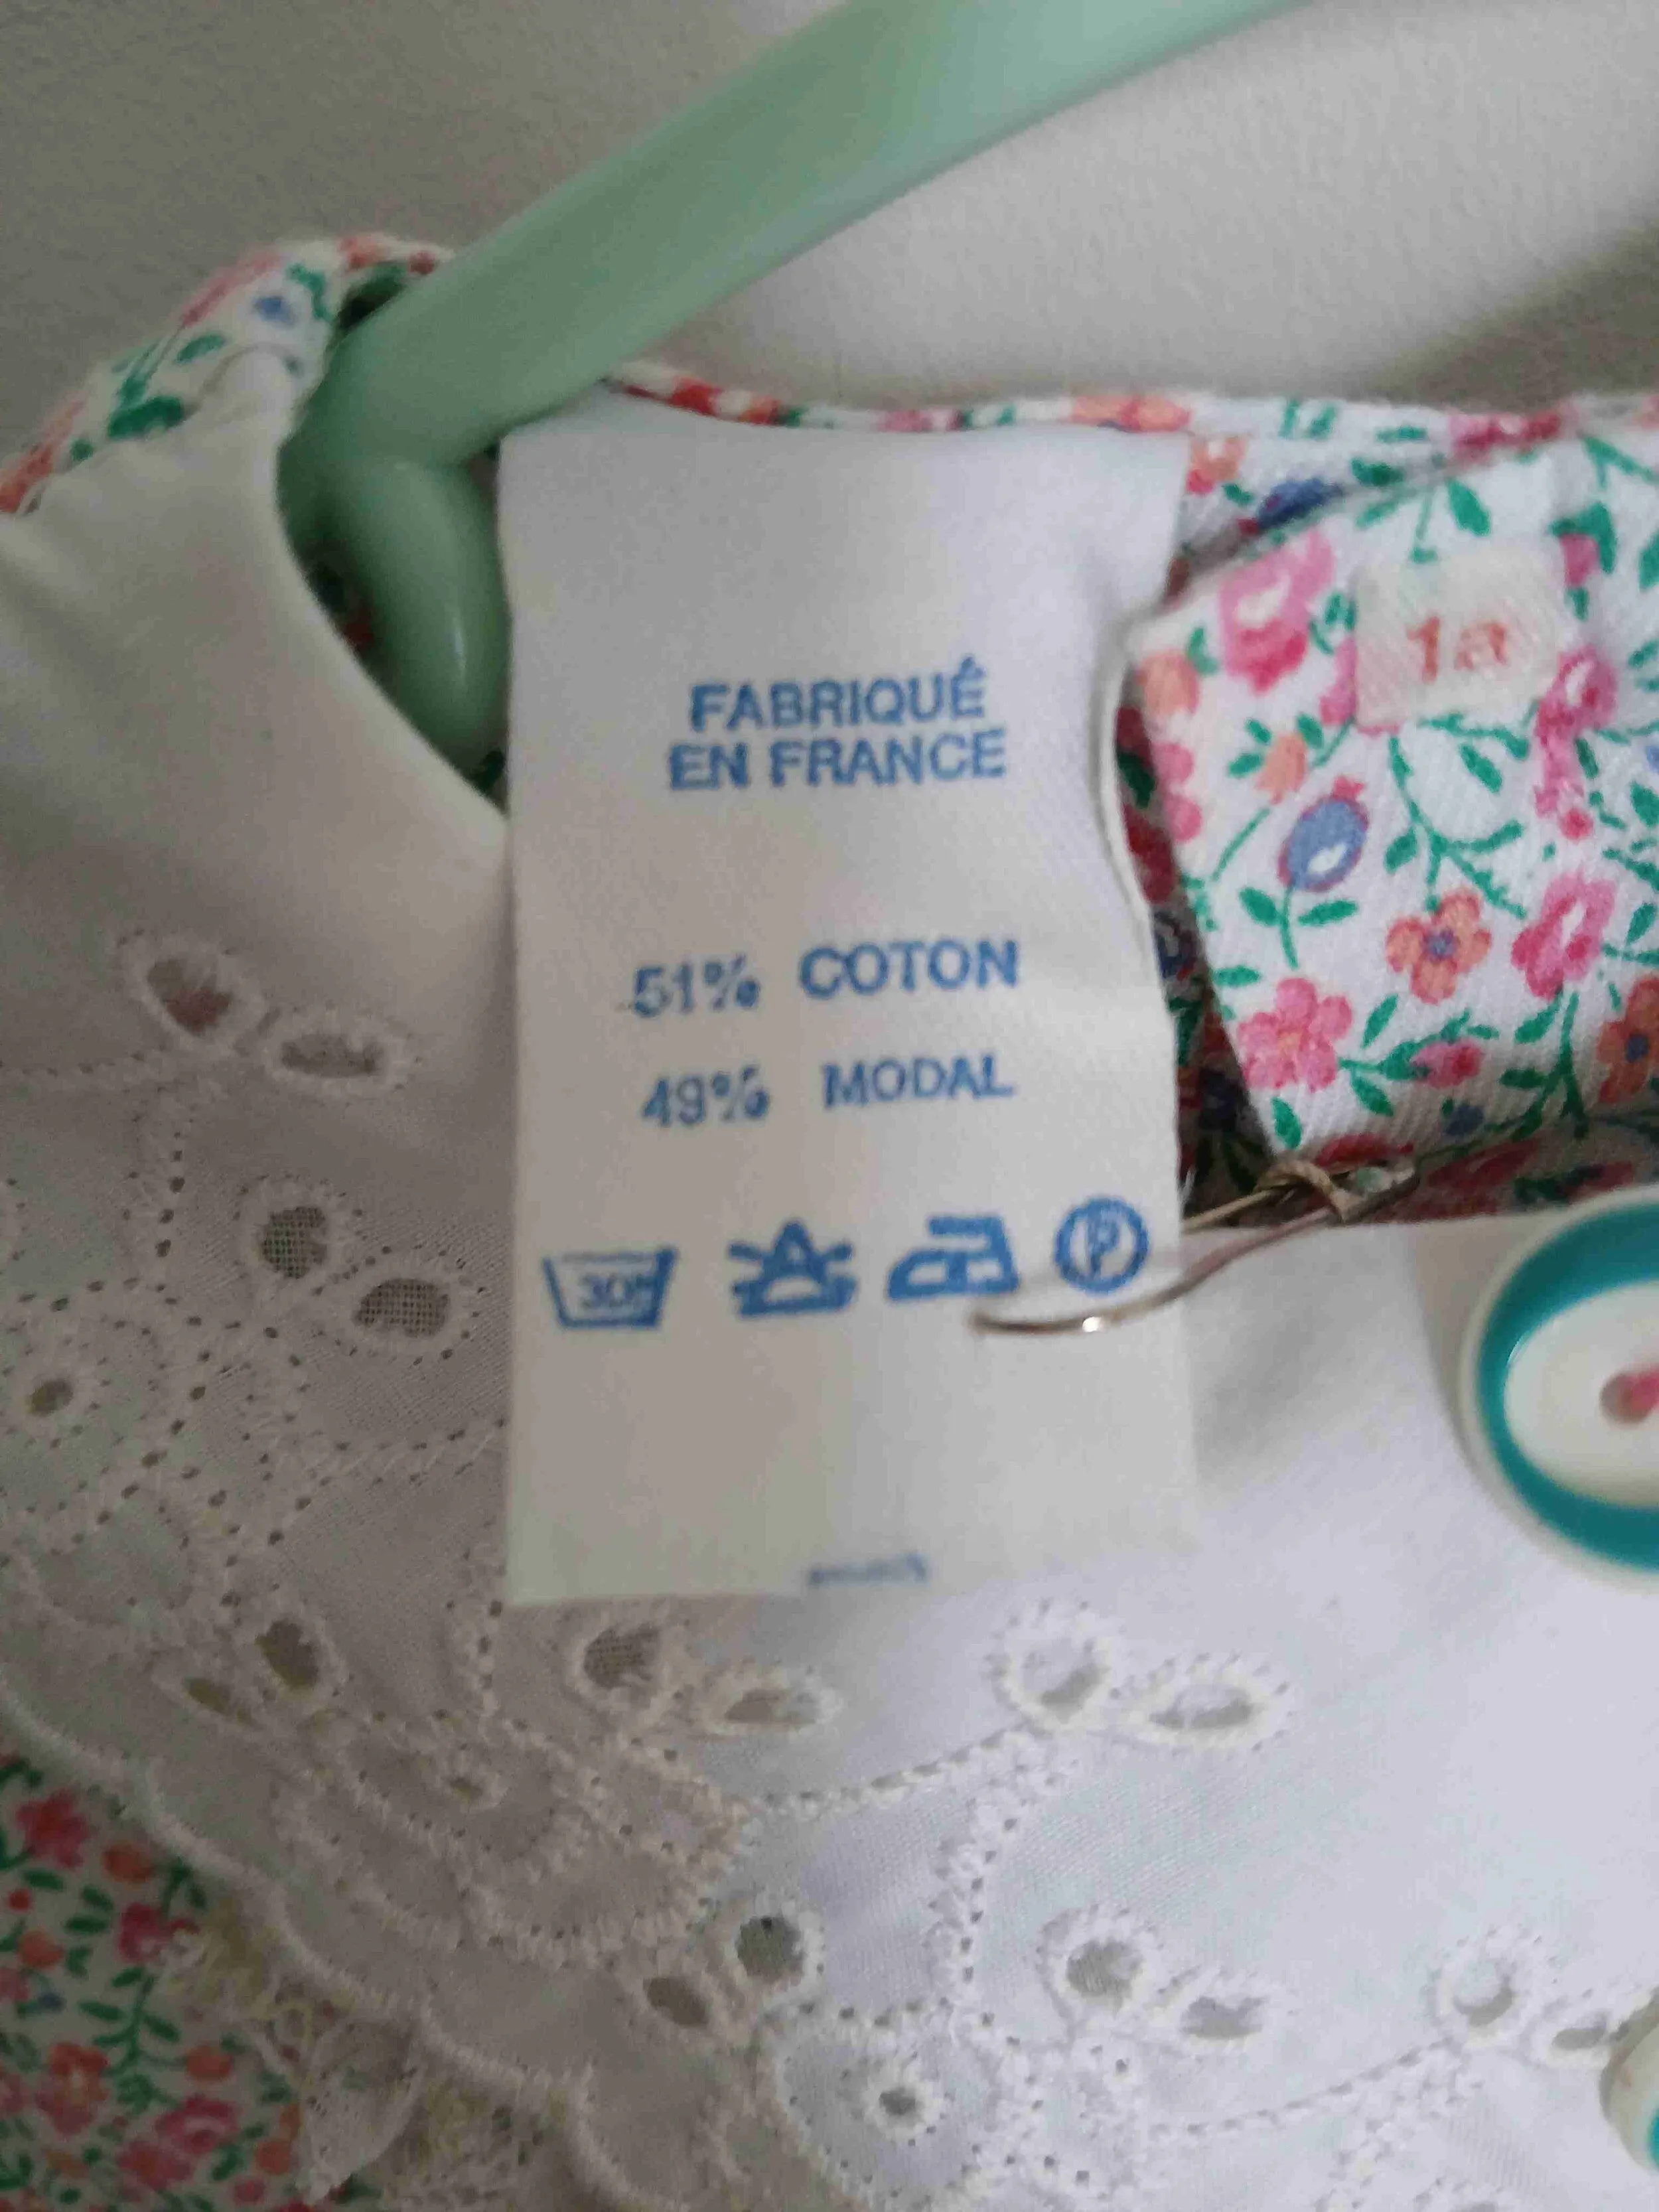 FABRIQUÉ
EN FRANCE
1a
51% COTON
49% MODAL
30°
P